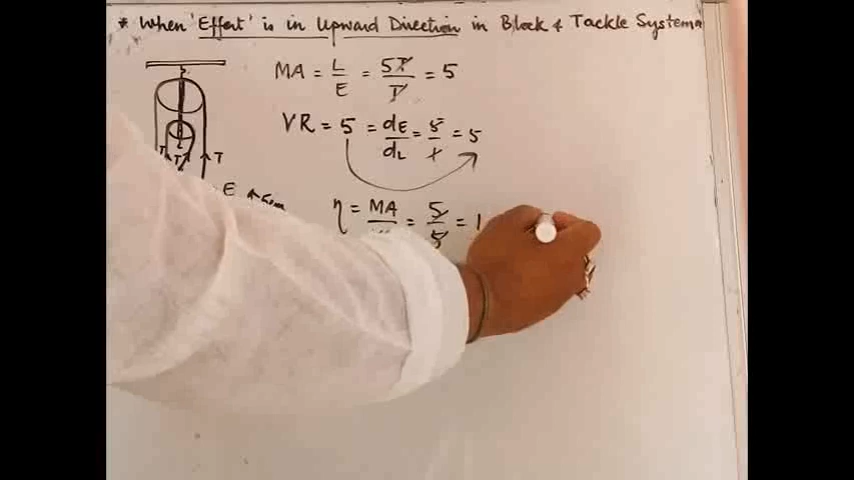 * When 'Effort' is in Upward Direction in Block & Tackle System
MA = L/E = 5T/T = 5
VR = 5 = dE/dL = 5/1 = 5
T T T
E ↑ 5m
η = MA/ = 5/5 = 1